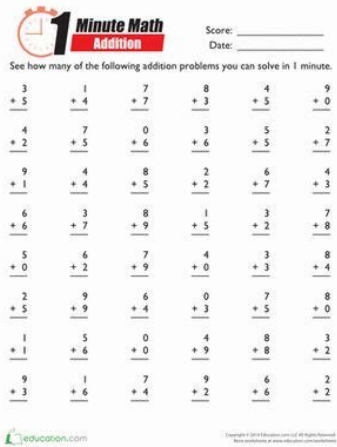 1 Minute Math
Addition
Score:
Date:
See how many of the following addition problems you can solve in 1 minute.
3 1 7 8 4 9
+ 5 + 4 + 7 + 3 + 5 + 0
4 7 0 3 5 2
+ 2 + 5 + 6 + 6 + 5 + 7
9 4 8 2 6 4
+ 1 + 4 + 5 + 2 + 7 + 3
6 3 8 1 3 7
+ 6 + 7 + 9 + 5 + 2 + 8
5 6 7 4 3 8
+ 0 + 2 + 9 + 0 + 3 + 4
2 9 6 0 7 8
+ 5 + 9 + 4 + 3 + 5 + 0
1 5 0 4 8 3
+ 1 + 6 + 0 + 9 + 8 + 2
9 1 7 9 6 2
+ 3 + 6 + 4 + 2 + 6 + 2
education.com